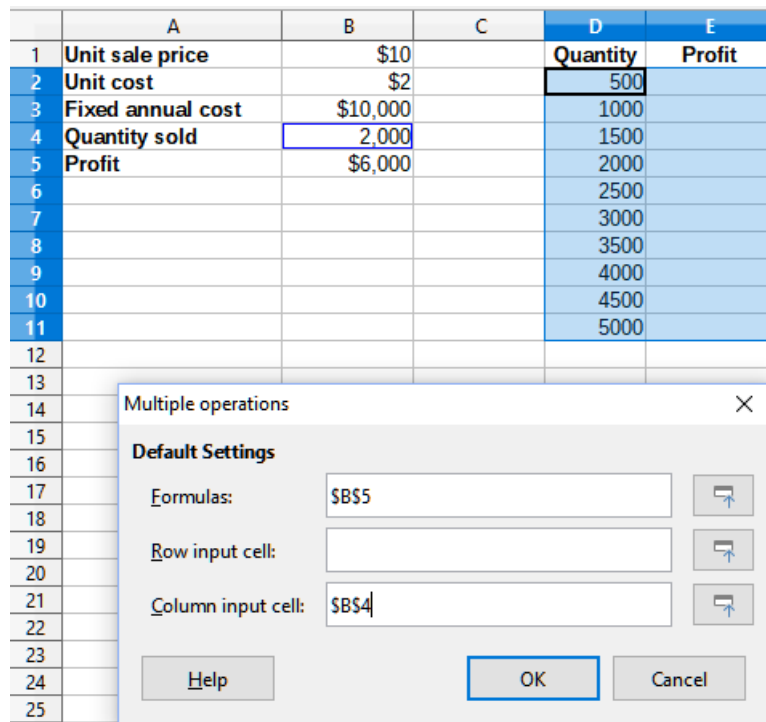 A B C D E
1 Unit sale price $10 Quantity Profit
2 Unit cost $2 500
3 Fixed annual cost $10,000 1000
4 Quantity sold 2,000 1500
5 Profit $6,000 2000
6 2500
7 3000
8 3500
9 4000
10 4500
11 5000
12
13
14 Multiple operations
15 Default Settings
16
17 Formulas: $B$5
18
19 Row input cell:
20
21 Column input cell: $B$4
22
23
24 Help OK Cancel
25